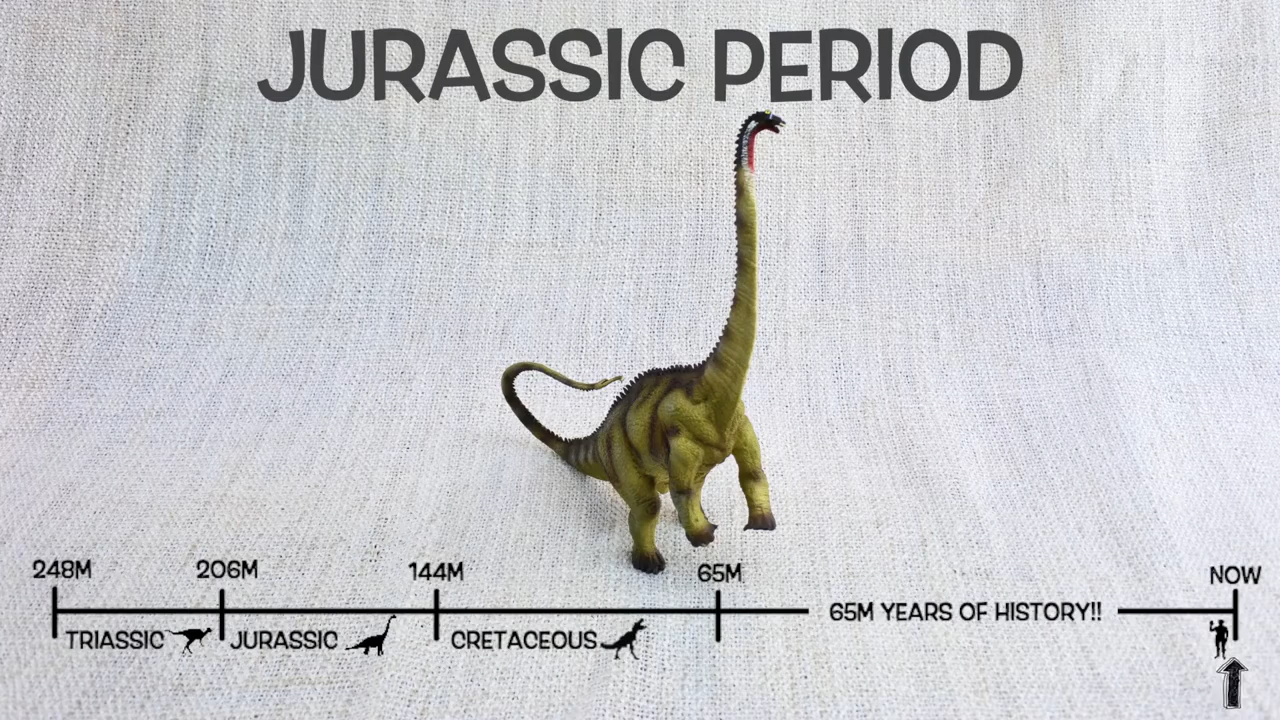 JURASSIC PERIOD
248M 206M 144M 65M NOW
65M YEARS OF HISTORY!!
TRIASSIC JURASSIC CRETACEOUS